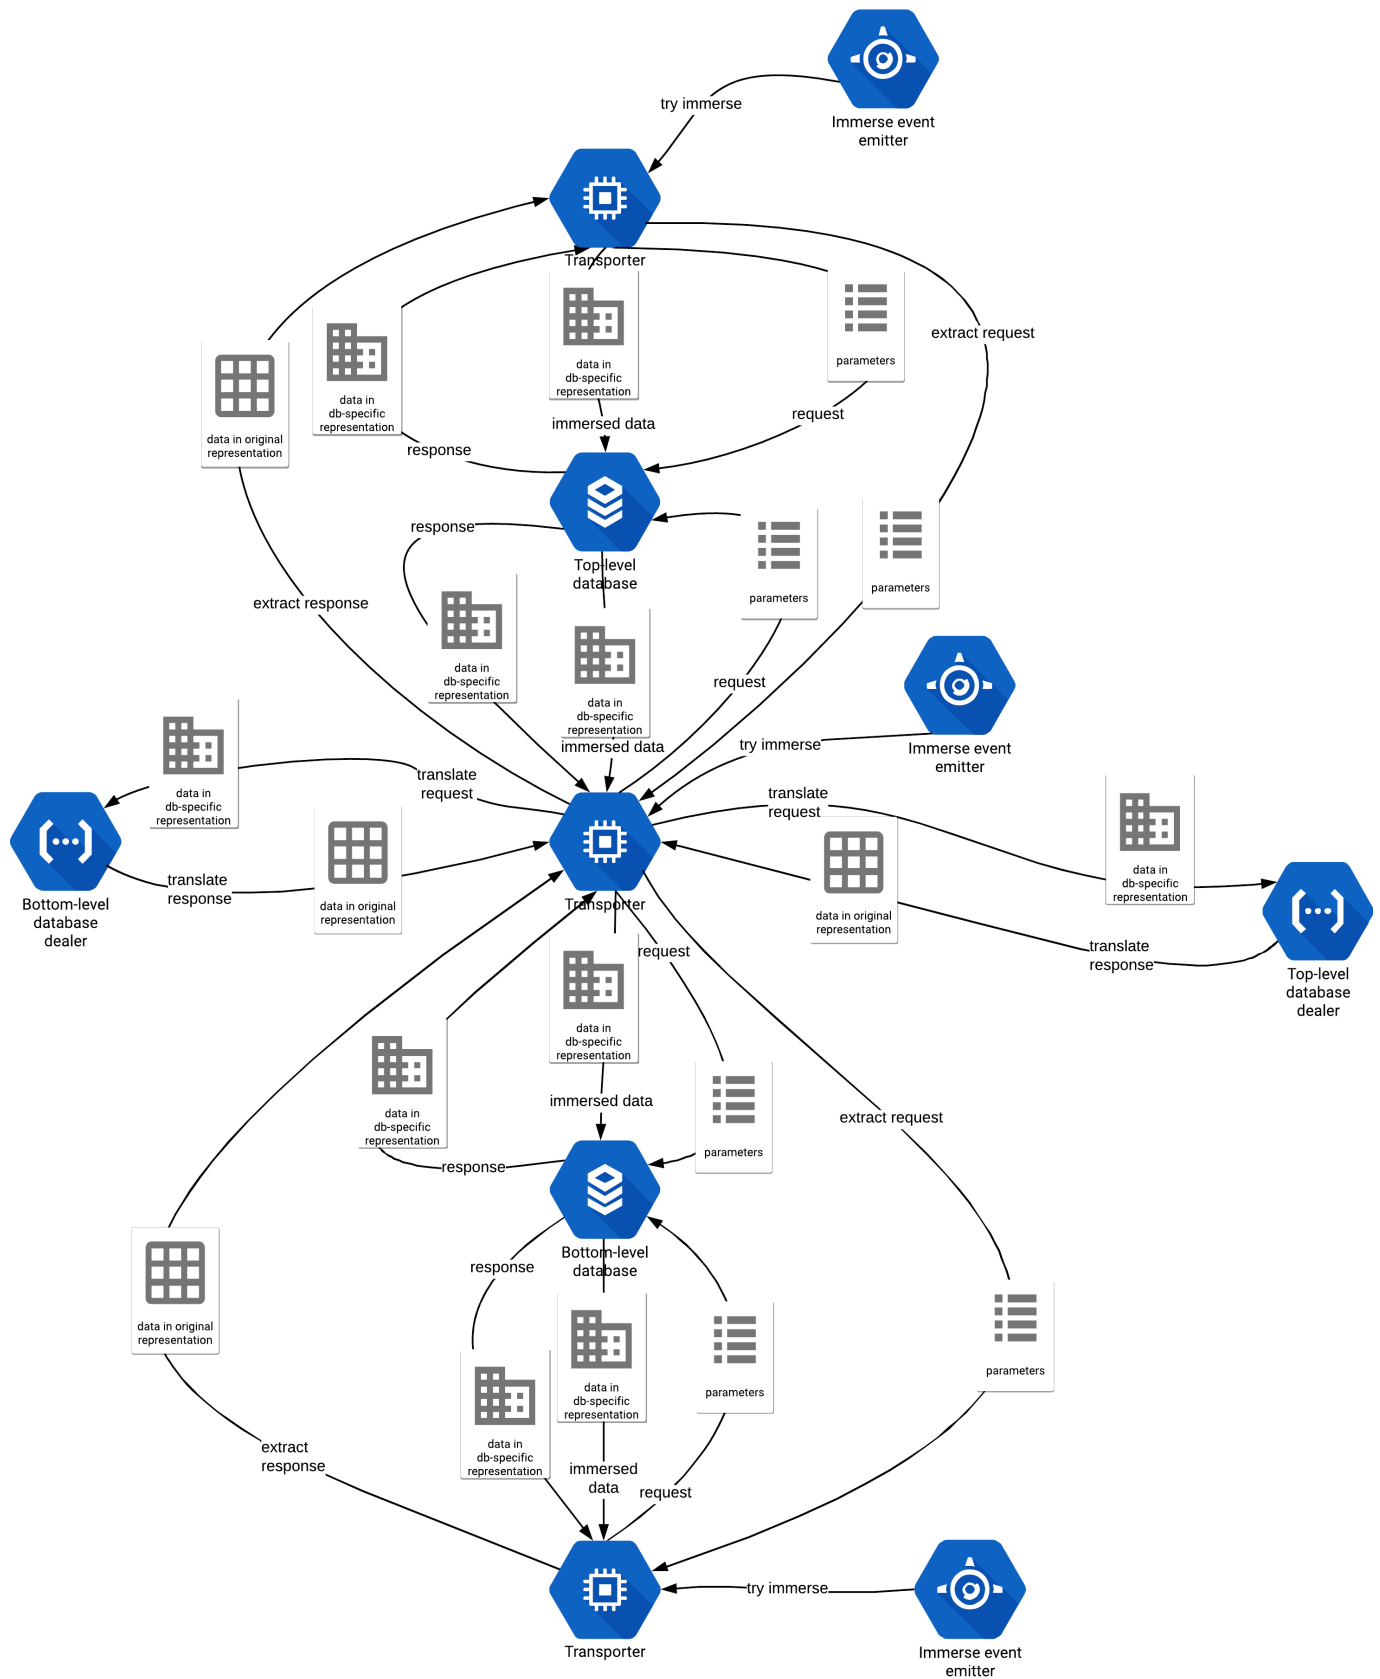 try immerse
Immerse event
emitter
Transporter
extract request
data in
db-specific
representation
parameters
data in
db-specific
representation
request
immersed data
data in original
representation
response
response
Top-level
database
parameters
parameters
extract response
data in
db-specific
representation
request
data in
db-specific
representation
immersed data
try immerse
Immerse event
emitter
translate
request
data in
db-specific
representation
translate
request
data in
db-specific
representation
translate
response
data in original
representation
Bottom-level
database
dealer
Transporter
data in original
representation
translate
response
Top-level
database
dealer
request
data in
db-specific
representation
immersed data
data in
db-specific
representation
response
parameters
extract request
Bottom-level
database
response
data in original
representation
parameters
data in
db-specific
representation
parameters
data in
db-specific
representation
extract
response
immersed
data
request
try immerse
Transporter
Immerse event
emitter